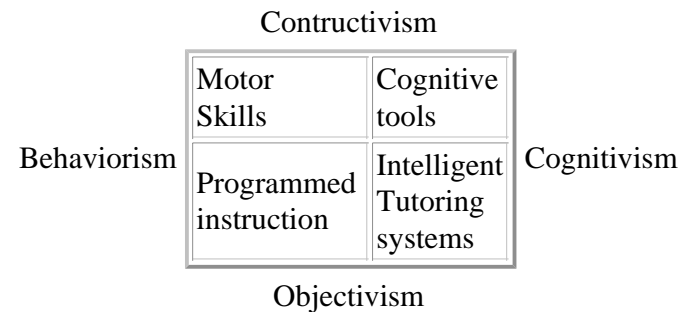 Contructivism
Motor
Skills
Cognitive
tools
Behaviorism
Cognitivism
Programmed
instruction
Intelligent
Tutoring
systems
Objectivism